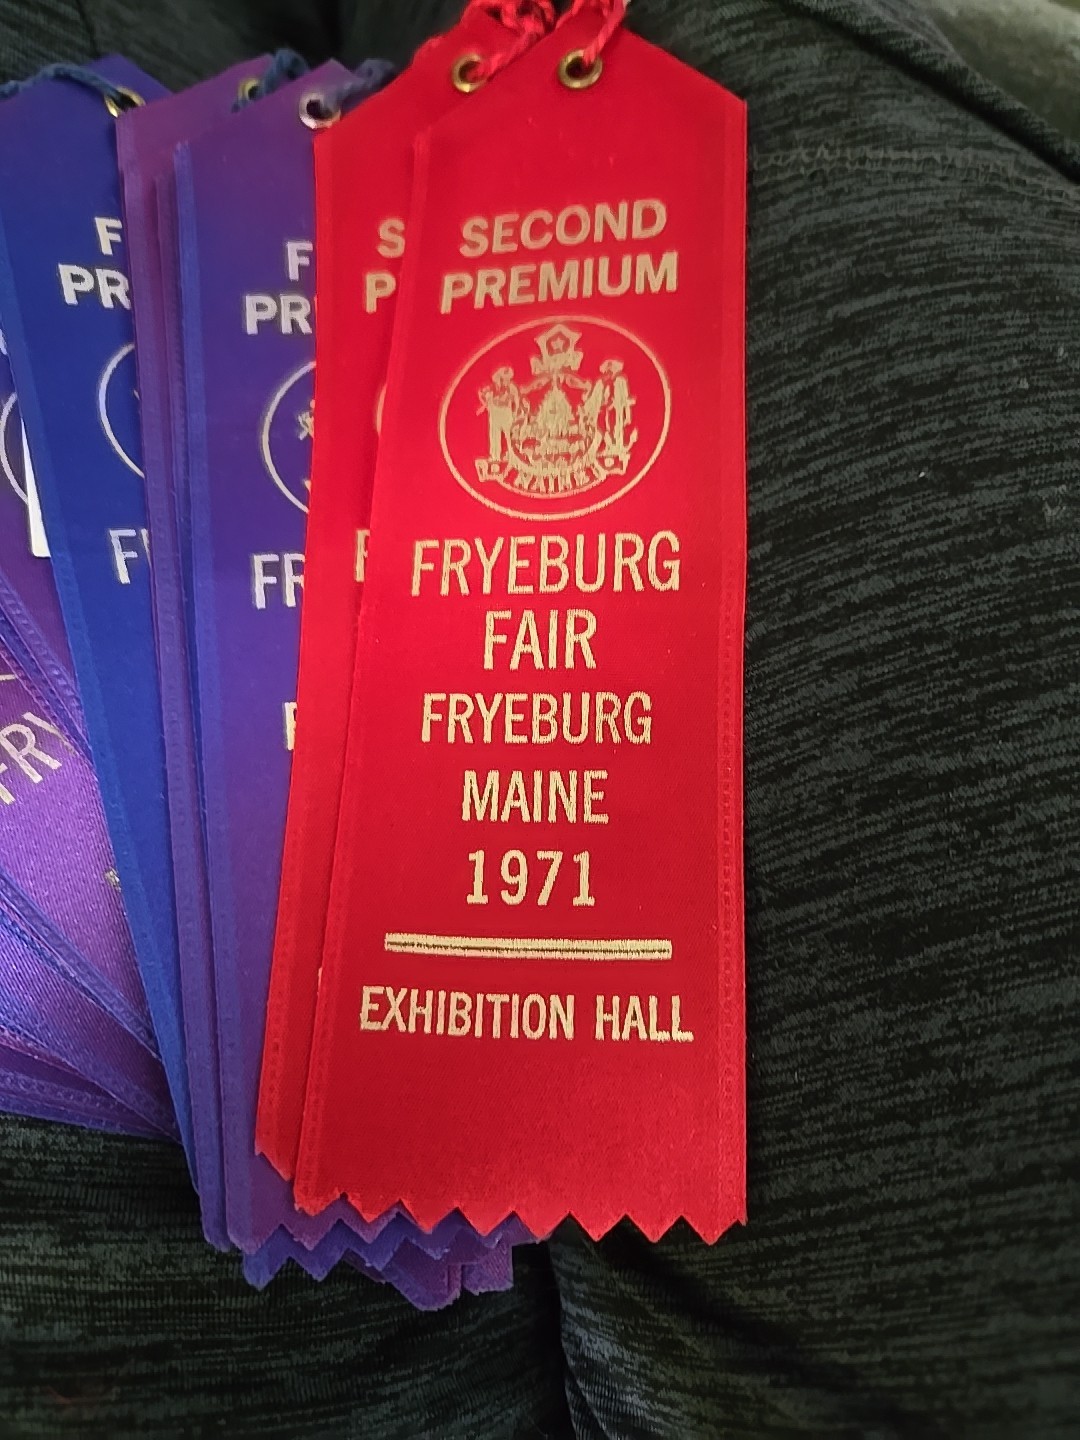 SECOND
PREMIUM
MAINE
FRYEBURG
FAIR
FRYEBURG
MAINE
1971
EXHIBITION HALL